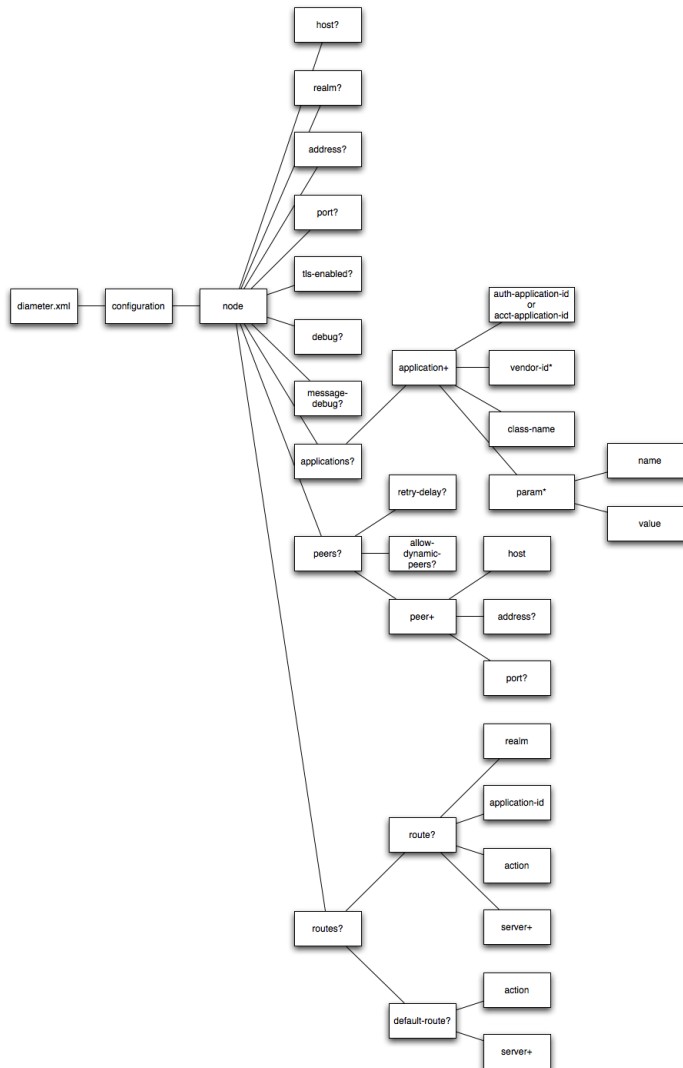 host?
realm?
address?
port?
tls-enabled?
diameter.xml
configuration
node
debug?
message-
debug?
applications?
application+
auth-application-id
or
acct-application-id
vendor-id*
class-name
param*
name
value
peers?
retry-delay?
allow-
dynamic-
peers?
peer+
host
address?
port?
routes?
route?
realm
application-id
action
server+
default-route?
action
server+